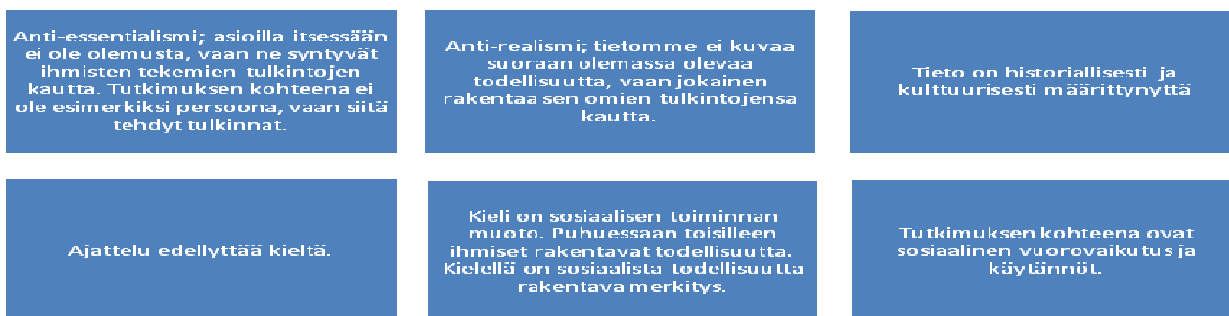 Anti-essentialismi; asioilla itsessään
ei ole olemusta, vaan ne syntyvät
ihmisten tekemien tulkintojen
kautta. Tutkimuksen kohteena ei
ole esimerkiksi persoona, vaan siitä
tehdyt tulkinnat.
Anti-realismi; tietomme ei kuvaa
suoraan olemassa olevaa
todellisuutta, vaan jokainen
rakentaa sen omien tulkintojensa
kautta.
Tieto on historiallisesti ja
kulttuurisesti määrittynyttä
Ajattelu edellyttää kieltä.
Kieli on sosiaalisen toiminnan
muoto. Puhuessaan toisilleen
ihmiset rakentavat todellisuutta.
Kielellä on sosiaalista todellisuutta
rakentava merkitys.
Tutkimuksen kohteena ovat
sosiaalinen vuorovaikutus ja
käytännöt.